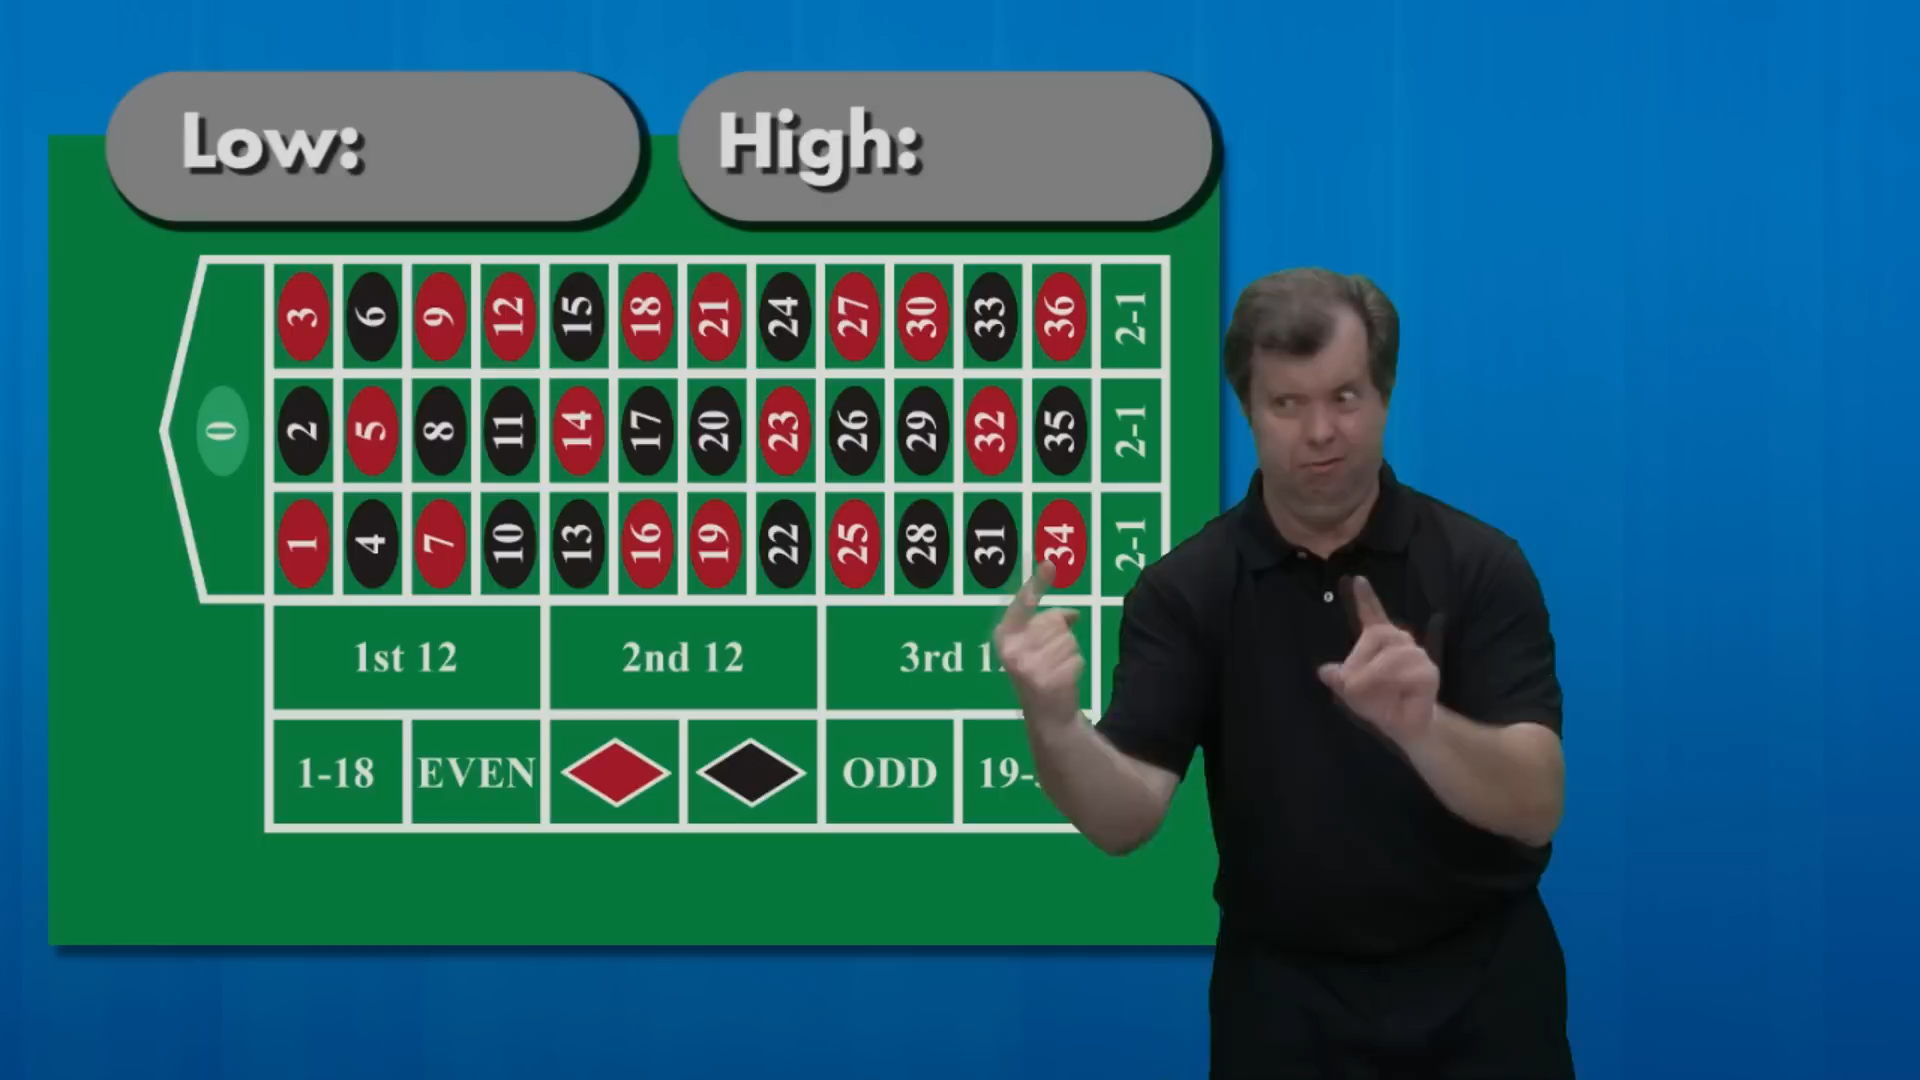 Low: High:
3 6 9 12 15 18 21 24 27 30 33 36 2-1
0 2 5 8 11 14 17 20 23 26 29 32 35 2-1
1 4 7 10 13 16 19 22 25 28 31 34 2-1
1st 12 2nd 12 3rd
1-18 EVEN ODD 19-